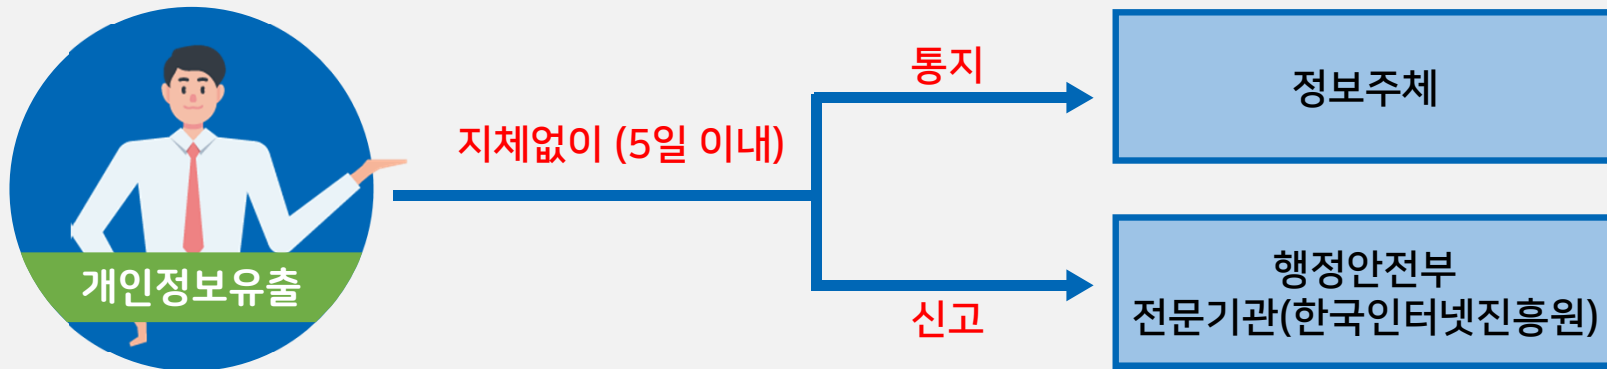 개인정보유출
지체없이 (5일 이내)
통지
정보주체
신고
행정안전부
전문기관(한국인터넷진흥원)